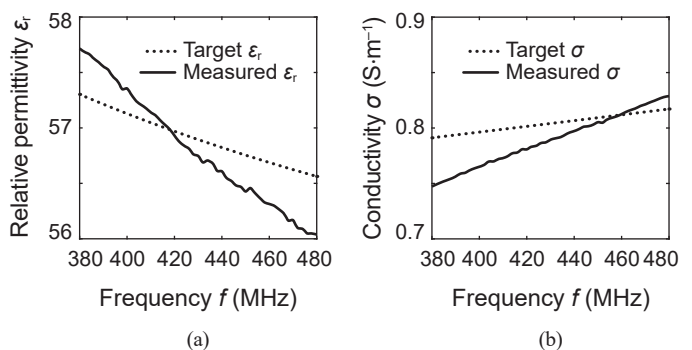 58
57
56
Relative permittivity εr
Target εr
Measured εr
380 400 420 440 460 480
Frequency f (MHz)
(a)
0.9
0.8
0.7
Conductivity σ (S·m⁻¹)
Target σ
Measured σ
380 400 420 440 460 480
Frequency f (MHz)
(b)